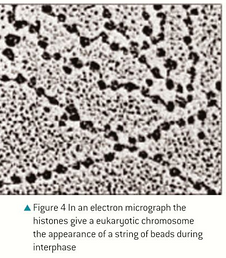 ▲ Figure 4 In an electron micrograph the
histones give a eukaryotic chromosome
the appearance of a string of beads during
interphase